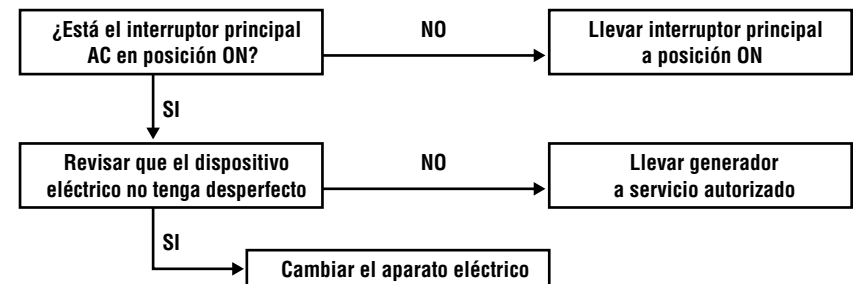 ¿Está el interruptor principal
AC en posición ON?
NO
Llevar interruptor principal
a posición ON
SI
Revisar que el dispositivo
eléctrico no tenga desperfecto
NO
Llevar generador
a servicio autorizado
SI
Cambiar el aparato eléctrico